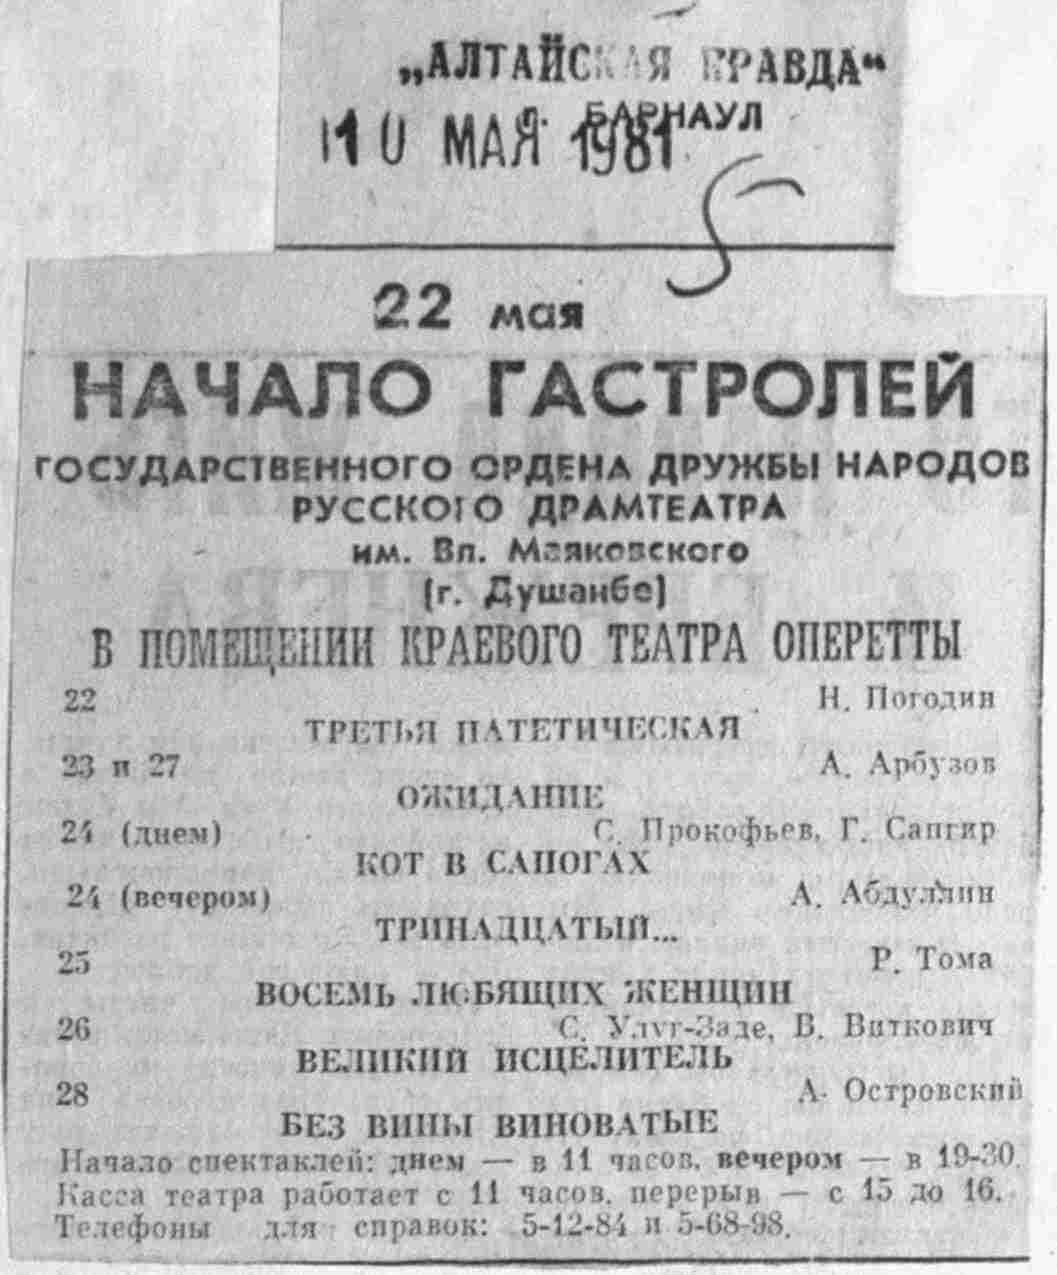 „АЛТАЙСКАЯ ПРАВДА“
г. БАРНАУЛ
10 МАЯ 1981
22 мая
НАЧАЛО ГАСТРОЛЕЙ
ГОСУДАРСТВЕННОГО ОРДЕНА ДРУЖБЫ НАРОДОВ
РУССКОГО ДРАМТЕАТРА
им. Вл. Маяковского
(г. Душанбе)
В ПОМЕЩЕНИИ КРАЕВОГО ТЕАТРА ОПЕРЕТТЫ
22 Н. Погодин
ТРЕТЬЯ ПАТЕТИЧЕСКАЯ
23 и 27 А. Арбузов
ОЖИДАНИЕ
24 (днем) С. Прокофьев, Г. Сапгир
КОТ В САПОГАХ
24 (вечером) А. Абдуллин
ТРИНАДЦАТЫЙ...
25 Р. Тома
ВОСЕМЬ ЛЮБЯЩИХ ЖЕНЩИН
26 С. Улуг-Заде, В. Виткович
ВЕЛИКИЙ ИСЦЕЛИТЕЛЬ
28 А. Островский
БЕЗ ВИНЫ ВИНОВАТЫЕ
Начало спектаклей: днем — в 11 часов, вечером — в 19-30.
Касса театра работает с 11 часов, перерыв — с 15 до 16.
Телефоны для справок: 5-12-84 и 5-68-98.